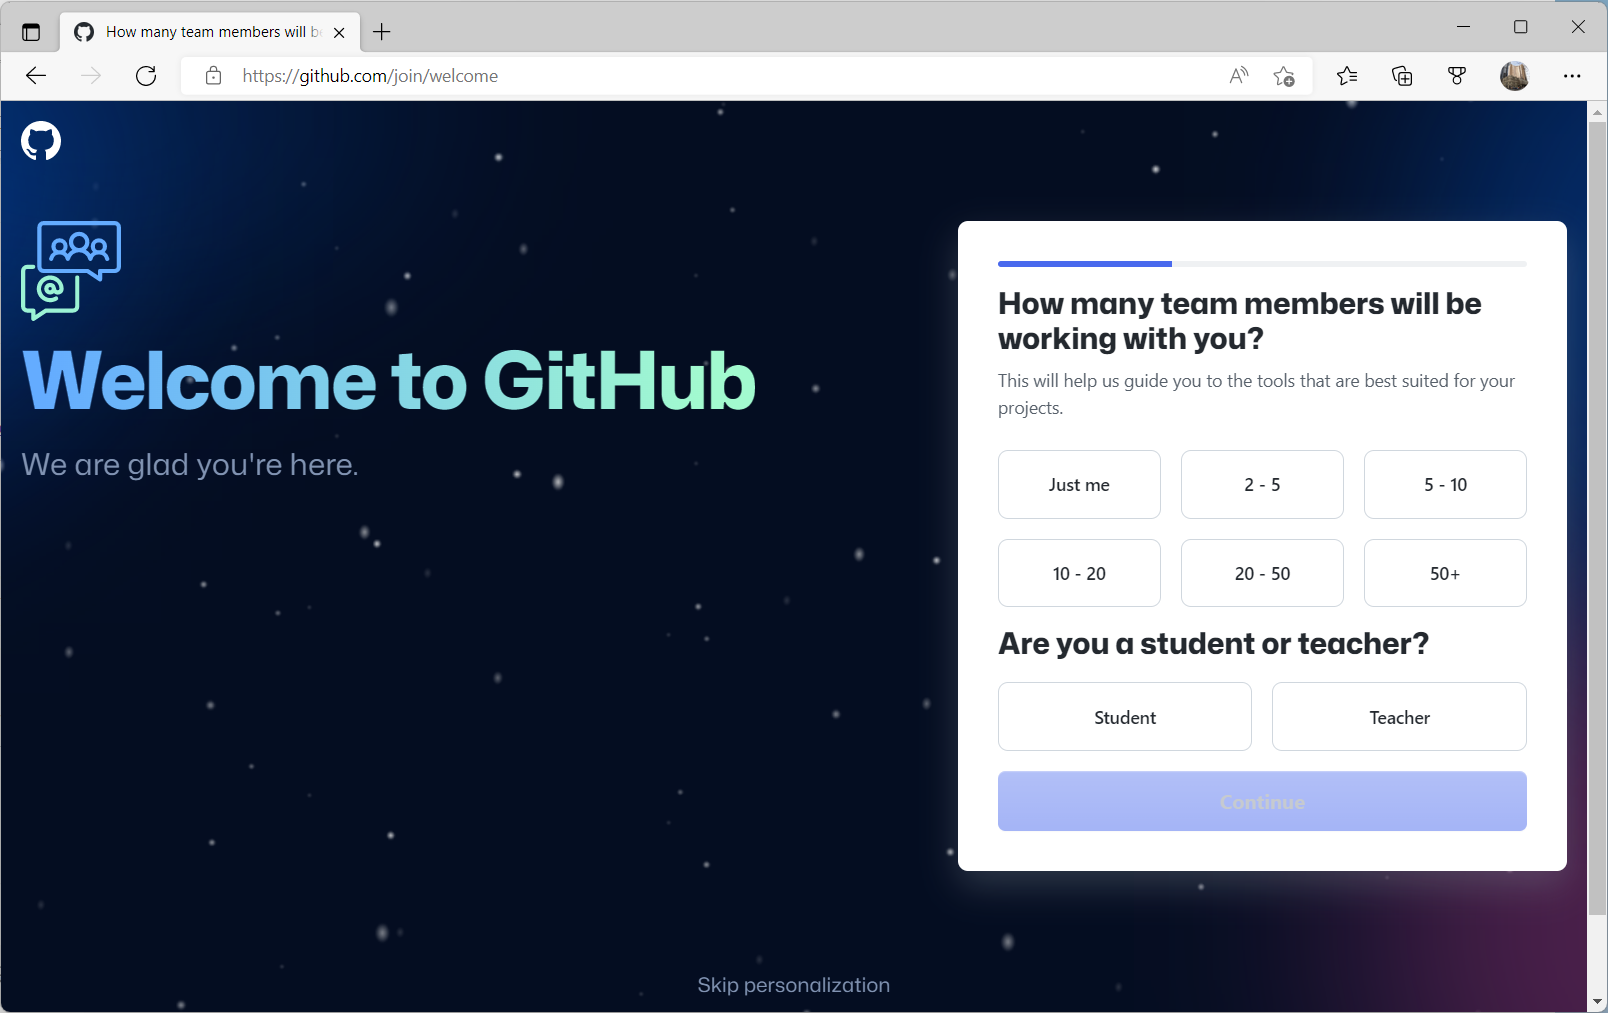 How many team members will be
https://github.com/join/welcome
Welcome to GitHub
We are glad you're here.
How many team members will be
working with you?
This will help us guide you to the tools that are best suited for your
projects.
Just me
2 - 5
5 - 10
10 - 20
20 - 50
50+
Are you a student or teacher?
Student
Teacher
Continue
Skip personalization